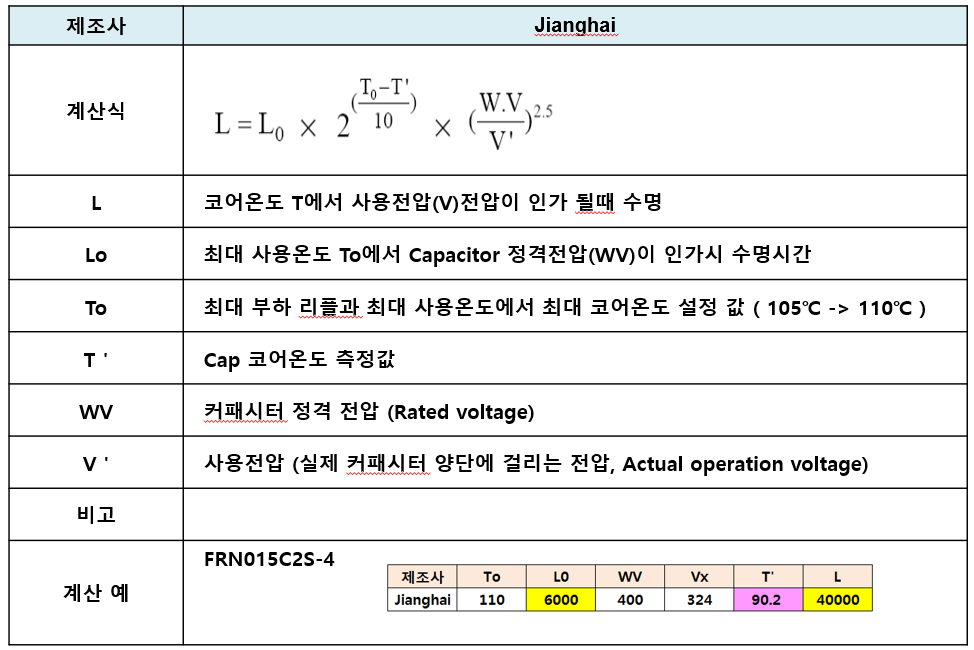 제조사 Jianghai
계산식 L = L₀ × 2^((T₀-T')/10) × (W.V/V')^2.5
L 코어온도 T에서 사용전압(V)전압이 인가 될때 수명
Lo 최대 사용온도 To에서 Capacitor 정격전압(WV)이 인가시 수명시간
To 최대 부하 리플과 최대 사용온도에서 최대 코어온도 설정 값 ( 105℃ -> 110℃ )
T ' Cap 코어온도 측정값
WV 커패시터 정격 전압 (Rated voltage)
V ' 사용전압 (실제 커패시터 양단에 걸리는 전압, Actual operation voltage)
비고
계산 예 FRN015C2S-4
제조사 To L0 WV Vx T' L
Jianghai 110 6000 400 324 90.2 40000